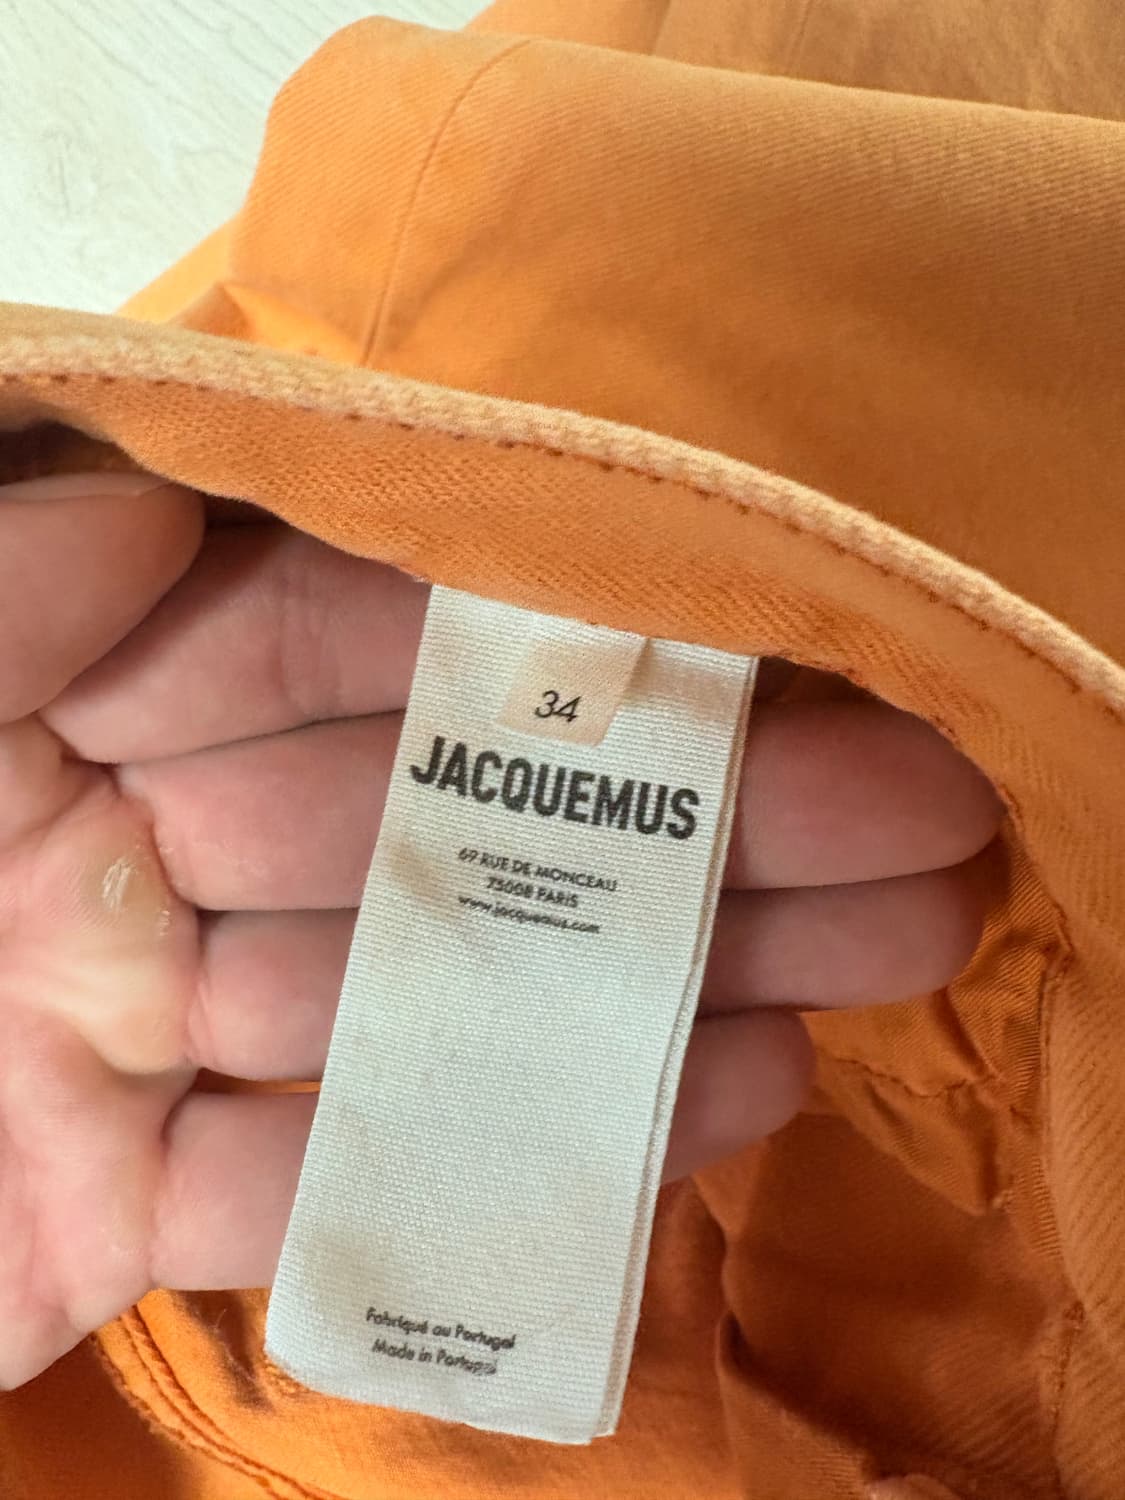 34
JACQUEMUS
69 RUE DE MONCEAU
75008 PARIS
www.jacquemus.com
Fabriqué au Portugal
Made in Portugal